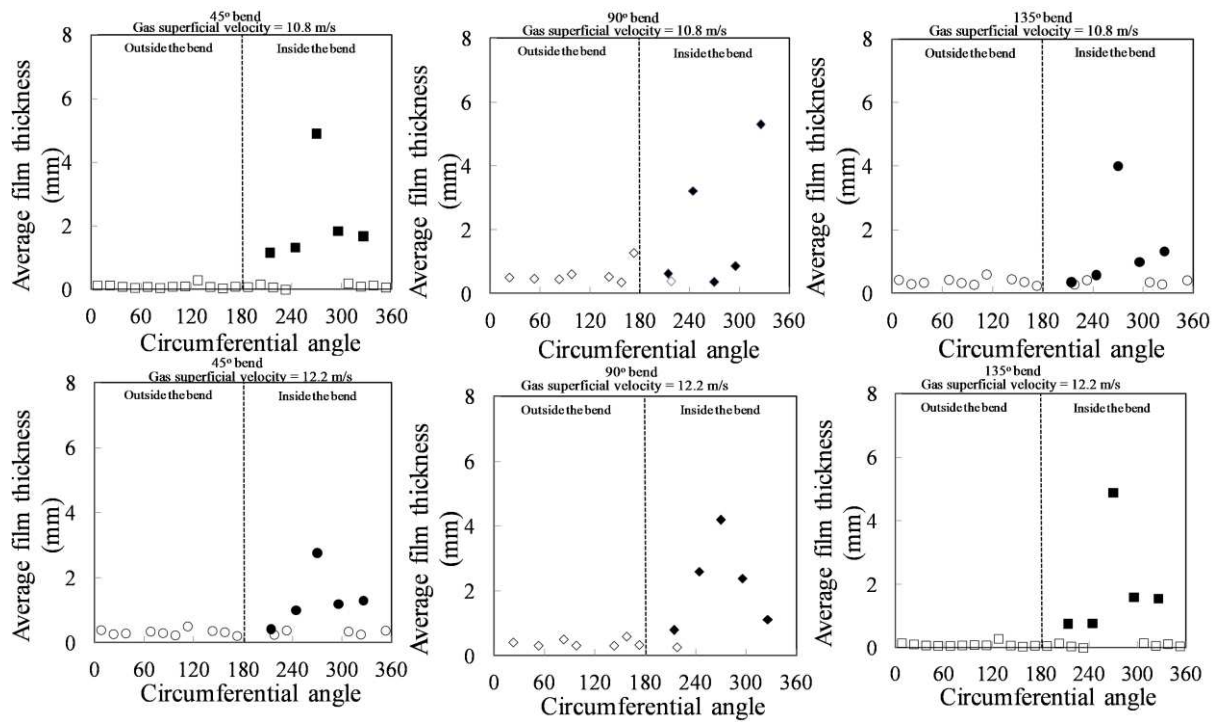 45º bend
Gas superficial velocity = 10.8 m/s
Outside the bend Inside the bend
8
6
4
2
0
0 60 120 180 240 300 360
Average film thickness
(mm)
Circumferential angle
90º bend
Gas superficial velocity = 10.8 m/s
Outside the bend Inside the bend
8
6
4
2
0
0 60 120 180 240 300 360
Average film thickness
(mm)
Circumferential angle
135º bend
Gas superficial velocity = 10.8 m/s
Outside the bend Inside the bend
8
6
4
2
0
0 60 120 180 240 300 360
Average film thickness
(mm)
Circumferential angle
45º bend
Gas superficial velocity = 12.2 m/s
Outside the bend Inside the bend
8
6
4
2
0
0 60 120 180 240 300 360
Average film thickness
(mm)
Circumferential angle
90º bend
Gas superficial velocity = 12.2 m/s
Outside the bend Inside the bend
8
6
4
2
0
0 60 120 180 240 300 360
Average film thickness
(mm)
Circumferential angle
135º bend
Gas superficial velocity = 12.2 m/s
Outside the bend Inside the bend
8
6
4
2
0
0 60 120 180 240 300 360
Average film thickness
(mm)
Circumferential angle